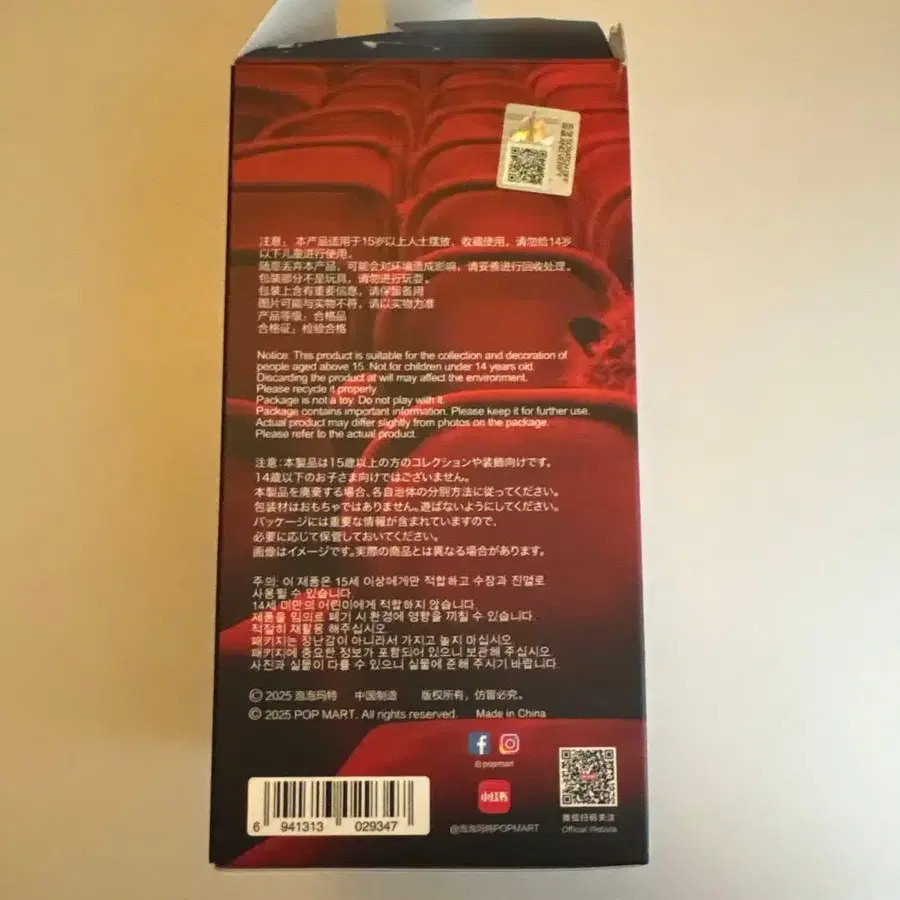 注意：本产品适用于15岁以上人士摆放，收藏使用，请勿给14岁
以下儿童进行使用。
随意丢弃本产品，可能会对环境造成影响，请妥善进行回收处理。
包装部分不是玩具，请勿进行玩耍。
包装上含有重要信息，请保留备用
图片可能与实物不符，请以实物为准
产品等级：合格品
合格证：检验合格
Notice: This product is suitable for the collection and decoration of
people aged above 15. Not for children under 14 years old.
Discarding the product at will may affect the environment.
Please recycle it properly.
Package is not a toy. Do not play with it.
Package contains important information. Please keep it for further use.
Actual product may differ slightly from photos on the package.
Please refer to the actual product.
注意:本製品は15歳以上の方のコレクションや装飾向けです。
14歳以下のお子さま向けではございません。
本製品を廃棄する場合、各自治体の分別方法に従ってください。
包装材はおもちゃではありません。遊ばないようにしてください。
パッケージには重要な情報が含まれていますので、
必要に応じて保管しておいてください。
画像はイメージです。実際の商品とは異なる場合があります。
주의: 이 제품은 15세 이상에게만 적합하고 수장과 진열로
사용될 수 있습니다.
14세 미만의 어린이에게 적합하지 않습니다.
제품을 임의로 폐기 시 환경에 영향을 끼칠 수 있습니다.
적절히 재활용 해주십시오.
패키지는 장난감이 아니라서 가지고 놀지 마십시오.
패키지에 중요한 정보가 포함되어 있으니 보관해 주십시오.
사진과 실물이 다를 수 있으니 실물에 준해 주시기 바랍니다.
© 2025 泡泡玛特 中国制造 版权所有，仿冒必究。
© 2025 POP MART. All rights reserved. Made in China
@popmart
小红书
@泡泡玛特POPMART
微信扫码关注
Official Website
6 941313 029347